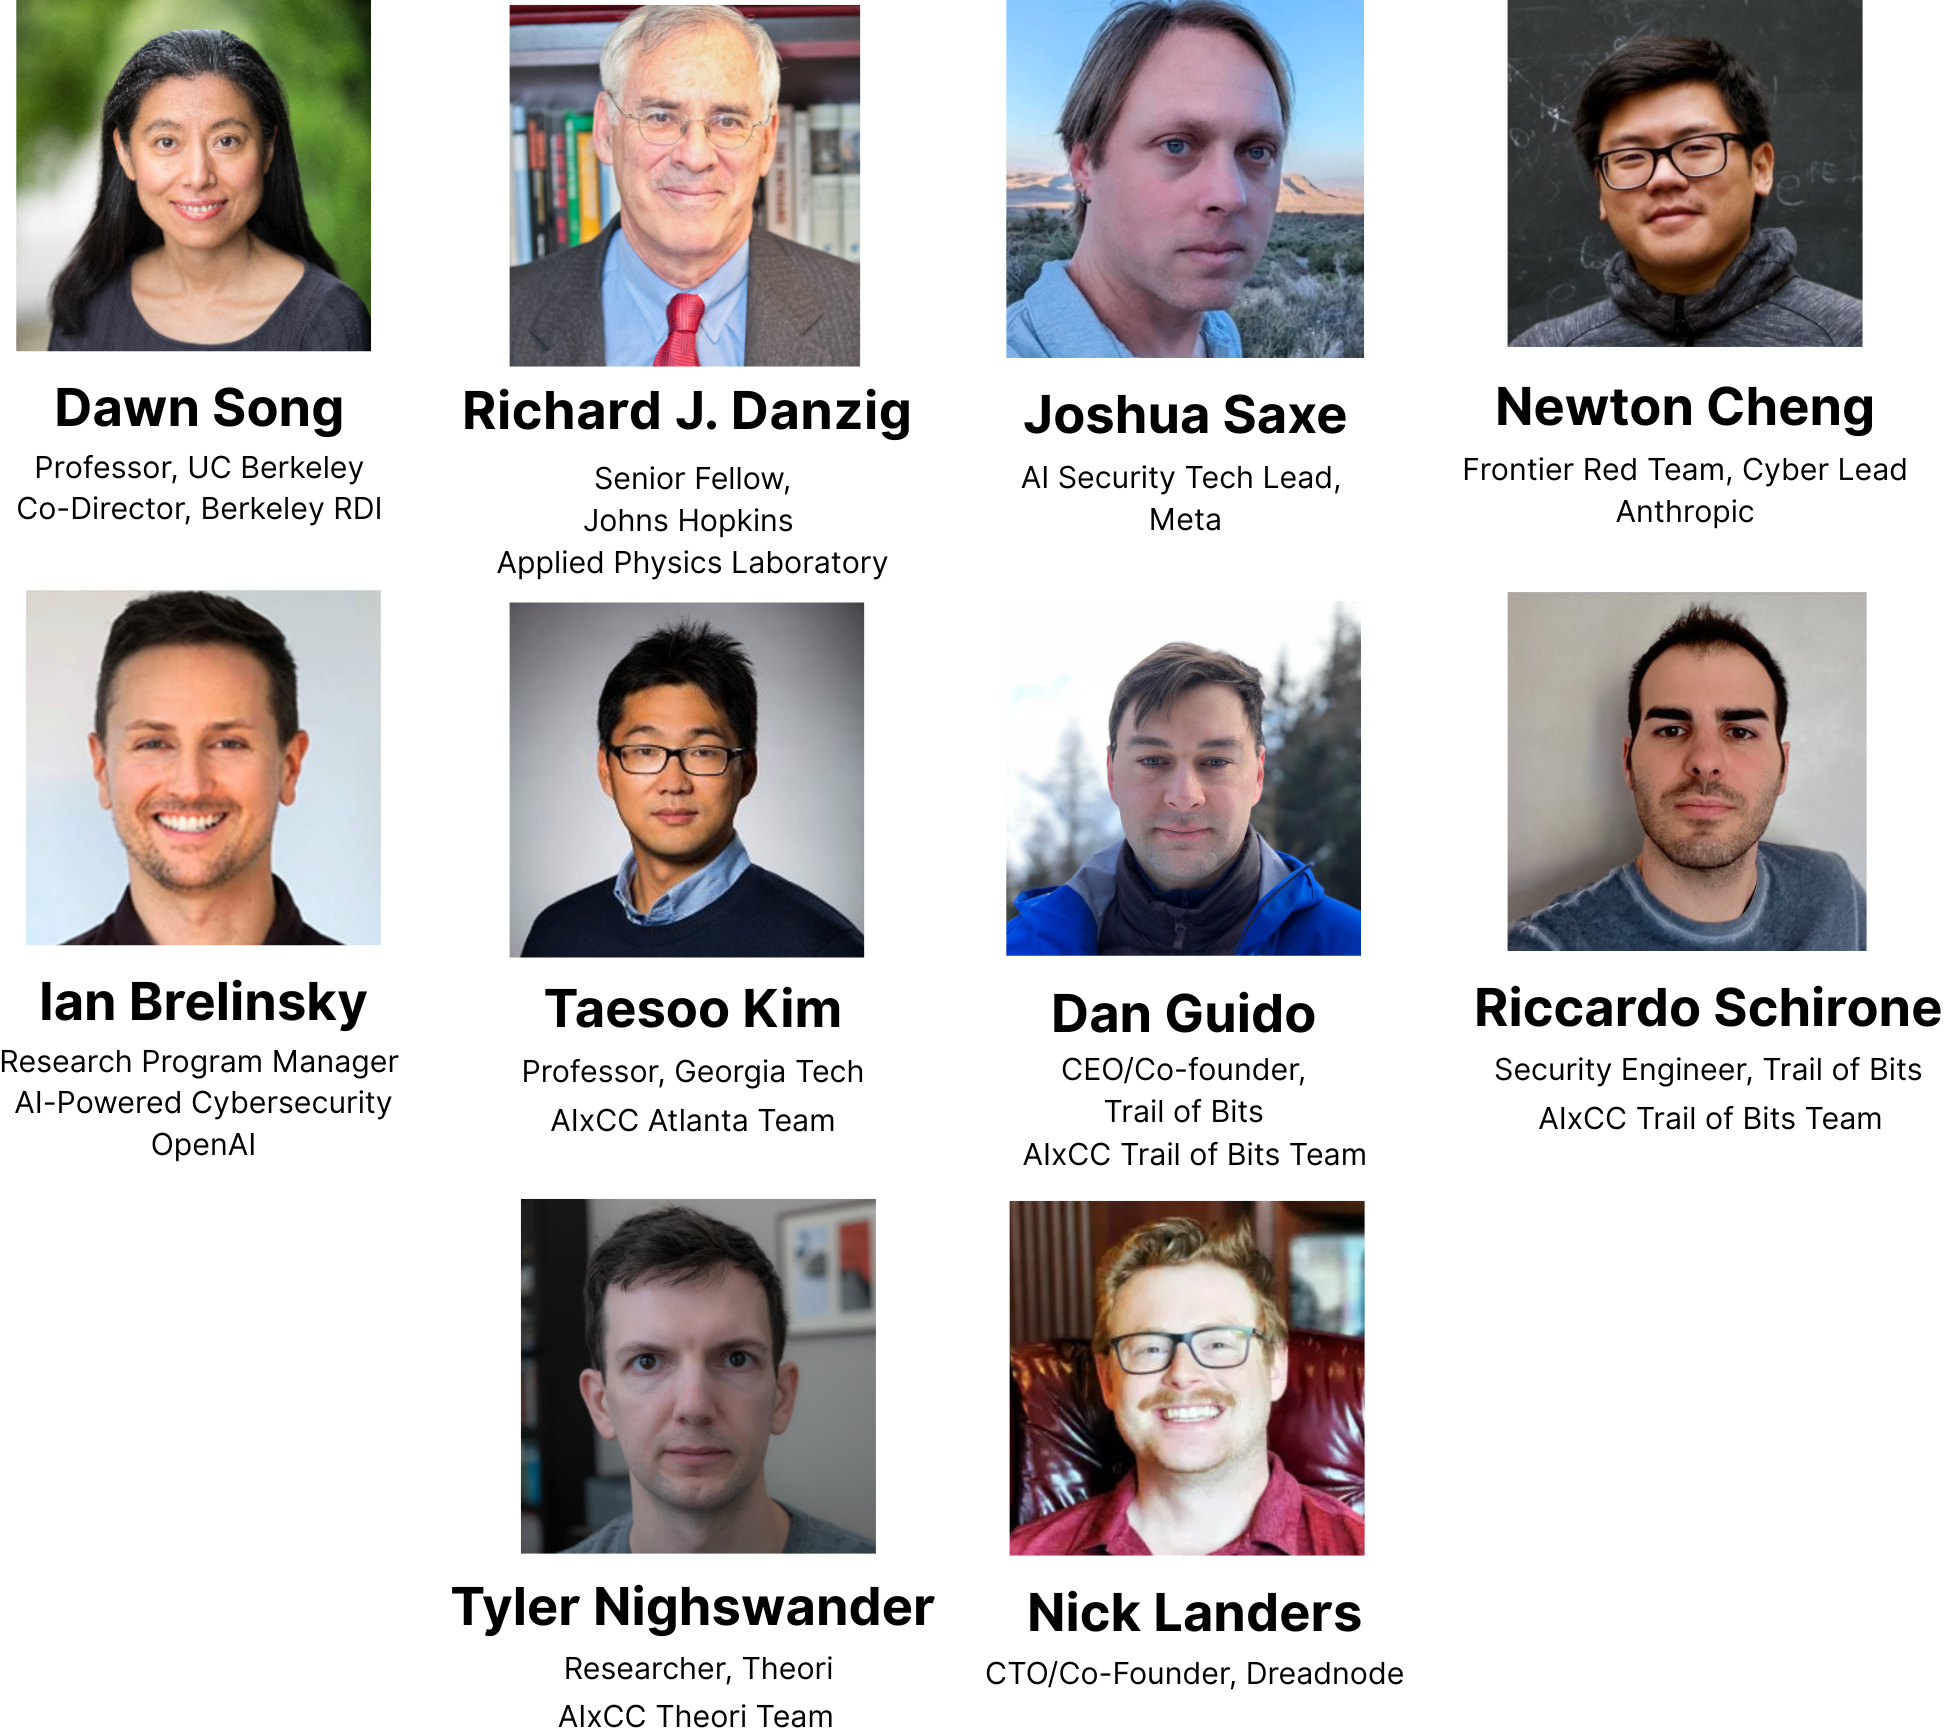 Dawn Song
Professor, UC Berkeley
Co-Director, Berkeley RDI
Richard J. Danzig
Senior Fellow,
Johns Hopkins
Applied Physics Laboratory
Joshua Saxe
AI Security Tech Lead,
Meta
Newton Cheng
Frontier Red Team, Cyber Lead
Anthropic
Ian Brelinsky
Research Program Manager
AI-Powered Cybersecurity
OpenAI
Taesoo Kim
Professor, Georgia Tech
AIxCC Atlanta Team
Dan Guido
CEO/Co-founder,
Trail of Bits
AIxCC Trail of Bits Team
Riccardo Schirone
Security Engineer, Trail of Bits
AIxCC Trail of Bits Team
Tyler Nighswander
Researcher, Theori
AIxCC Theori Team
Nick Landers
CTO/Co-Founder, Dreadnode